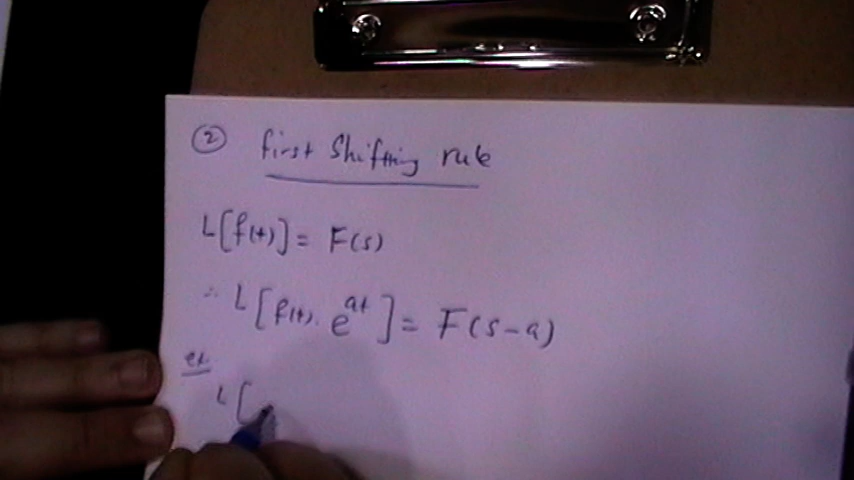 ② first Shifting rule
L[f(t)] = F(s)
∴ L[f(t). e^{at}] = F(s-a)
ex
L[